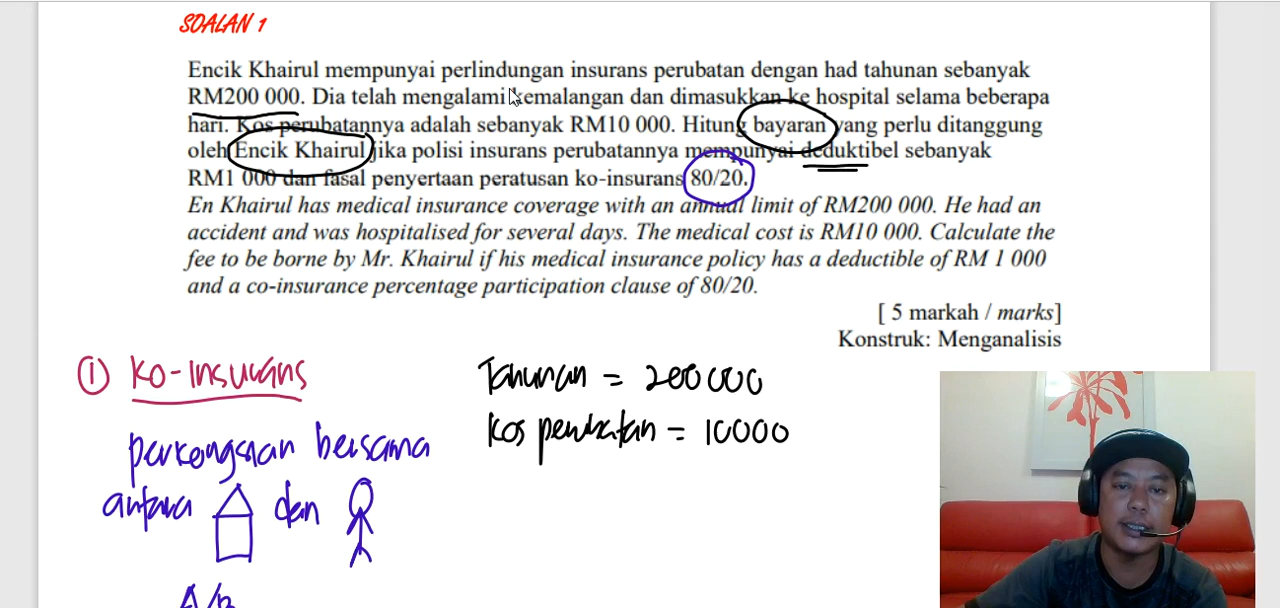 SOALAN 1
Encik Khairul mempunyai perlindungan insurans perubatan dengan had tahunan sebanyak
RM200 000. Dia telah mengalami kemalangan dan dimasukkan ke hospital selama beberapa
hari. Kos perubatannya adalah sebanyak RM10 000. Hitung bayaran yang perlu ditanggung
oleh Encik Khairul jika polisi insurans perubatannya mempunyai deduktibel sebanyak
RM1 000 dan fasal penyertaan peratusan ko-insurans 80/20.
En Khairul has medical insurance coverage with an annual limit of RM200 000. He had an
accident and was hospitalised for several days. The medical cost is RM10 000. Calculate the
fee to be borne by Mr. Khairul if his medical insurance policy has a deductible of RM 1 000
and a co-insurance percentage participation clause of 80/20.
[ 5 markah / marks]
Konstruk: Menganalisis
① Ko-Insurans
perkongsian bersama
antara dan
A/B
Tahunan = 200 000
Kos perubatan = 10000